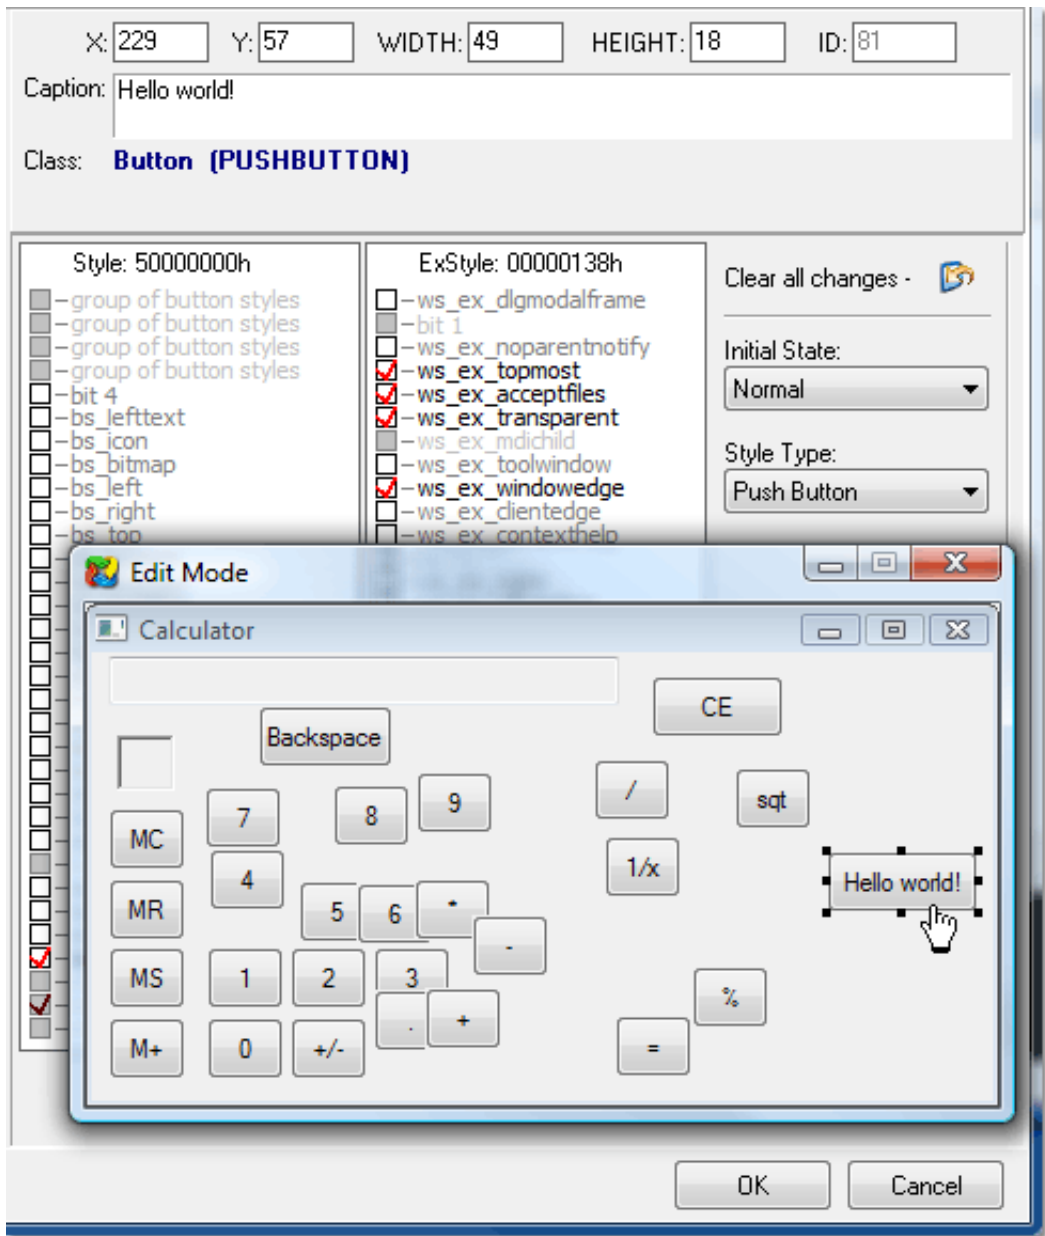 X: 229 Y: 57 WIDTH: 49 HEIGHT: 18 ID: 81
Caption: Hello world!
Class: Button (PUSHBUTTON)
Style: 50000000h
group of button styles
group of button styles
group of button styles
group of button styles
bit 4
bs_lefttext
bs_icon
bs_bitmap
bs_left
bs_right
bs_top
ExStyle: 00000138h
ws_ex_dlgmodalframe
bit 1
ws_ex_noparentnotify
ws_ex_topmost
ws_ex_acceptfiles
ws_ex_transparent
ws_ex_mdichild
ws_ex_toolwindow
ws_ex_windowedge
ws_ex_clientedge
ws_ex_contexthelp
Clear all changes -
Initial State:
Normal
Style Type:
Push Button
Edit Mode
Calculator
CE
Backspace
7 8 9 / sqt
MC
4 1/x Hello world!
MR 5 6 *
-
MS 1 2 3
%
. +
M+ 0 +/- =
OK Cancel